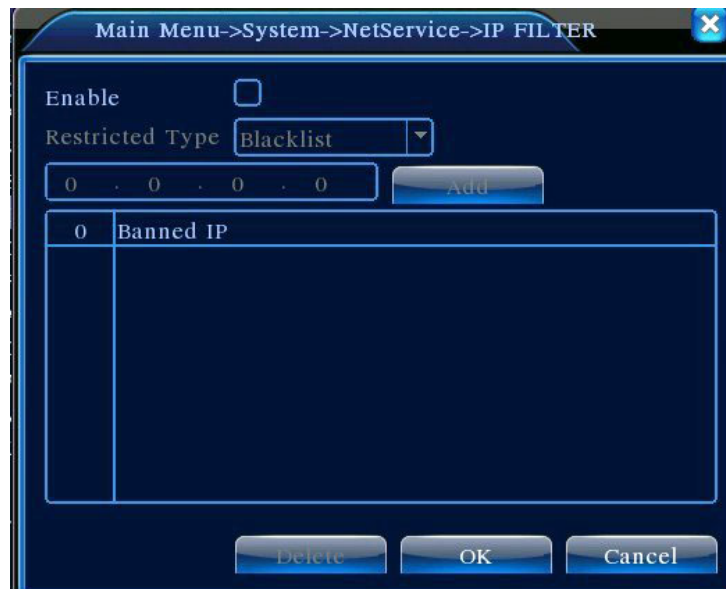 Main Menu->System->NetService->IP FILTER
Enable
Restricted Type Blacklist
0 . 0 . 0 . 0 Add
0 Banned IP
Delete OK Cancel